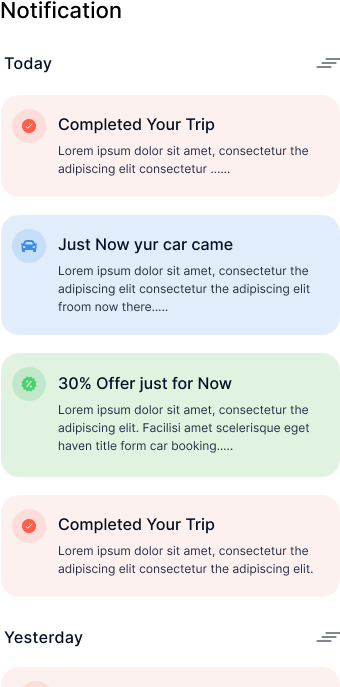 Notification
Today
Completed Your Trip
Lorem ipsum dolor sit amet, consectetur the
adipiscing elit consectetur ......
Just Now yur car came
Lorem ipsum dolor sit amet, consectetur the
adipiscing elit consectetur the adipiscing elit
froom now there.....
30% Offer just for Now
Lorem ipsum dolor sit amet, consectetur the
adipiscing elit. Facilisi amet scelerisque eget
haven title form car booking.....
Completed Your Trip
Lorem ipsum dolor sit amet, consectetur the
adipiscing elit consectetur the adipiscing elit.
Yesterday